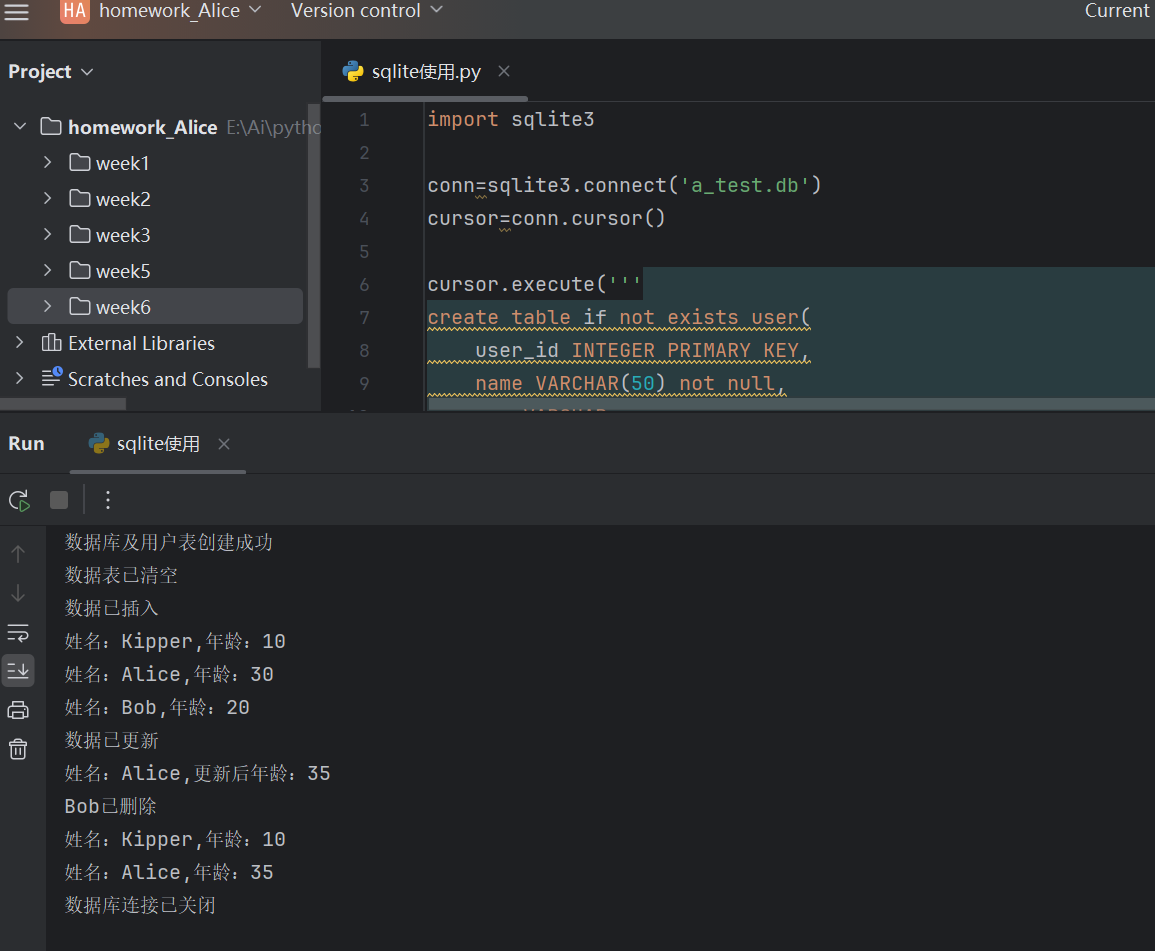 HA homework_Alice Version control Current
Project
sqlite使用.py
homework_Alice E:\Ai\pytho
week1
week2
week3
week5
week6
External Libraries
Scratches and Consoles
1 import sqlite3
2
3 conn=sqlite3.connect('a_test.db')
4 cursor=conn.cursor()
5
6 cursor.execute('''
7 create table if not exists user(
8 user_id INTEGER PRIMARY KEY,
9 name VARCHAR(50) not null,
Run sqlite使用
数据库及用户表创建成功
数据表已清空
数据已插入
姓名：Kipper,年龄：10
姓名：Alice,年龄：30
姓名：Bob,年龄：20
数据已更新
姓名：Alice,更新后年龄：35
Bob已删除
姓名：Kipper,年龄：10
姓名：Alice,年龄：35
数据库连接已关闭